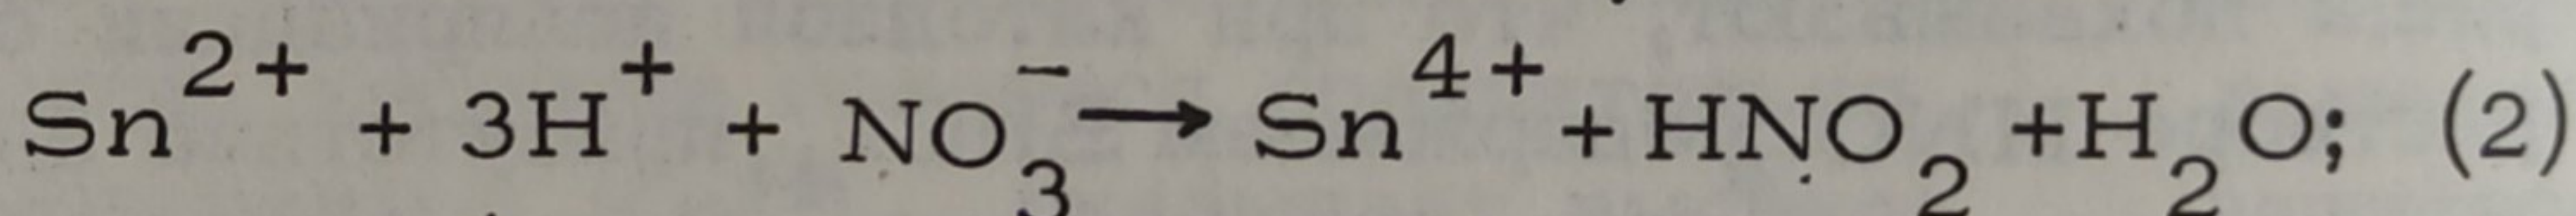 Sn²⁺ + 3H⁺ + NO₃⁻ → Sn⁴⁺ + HNO₂ + H₂O; (2)